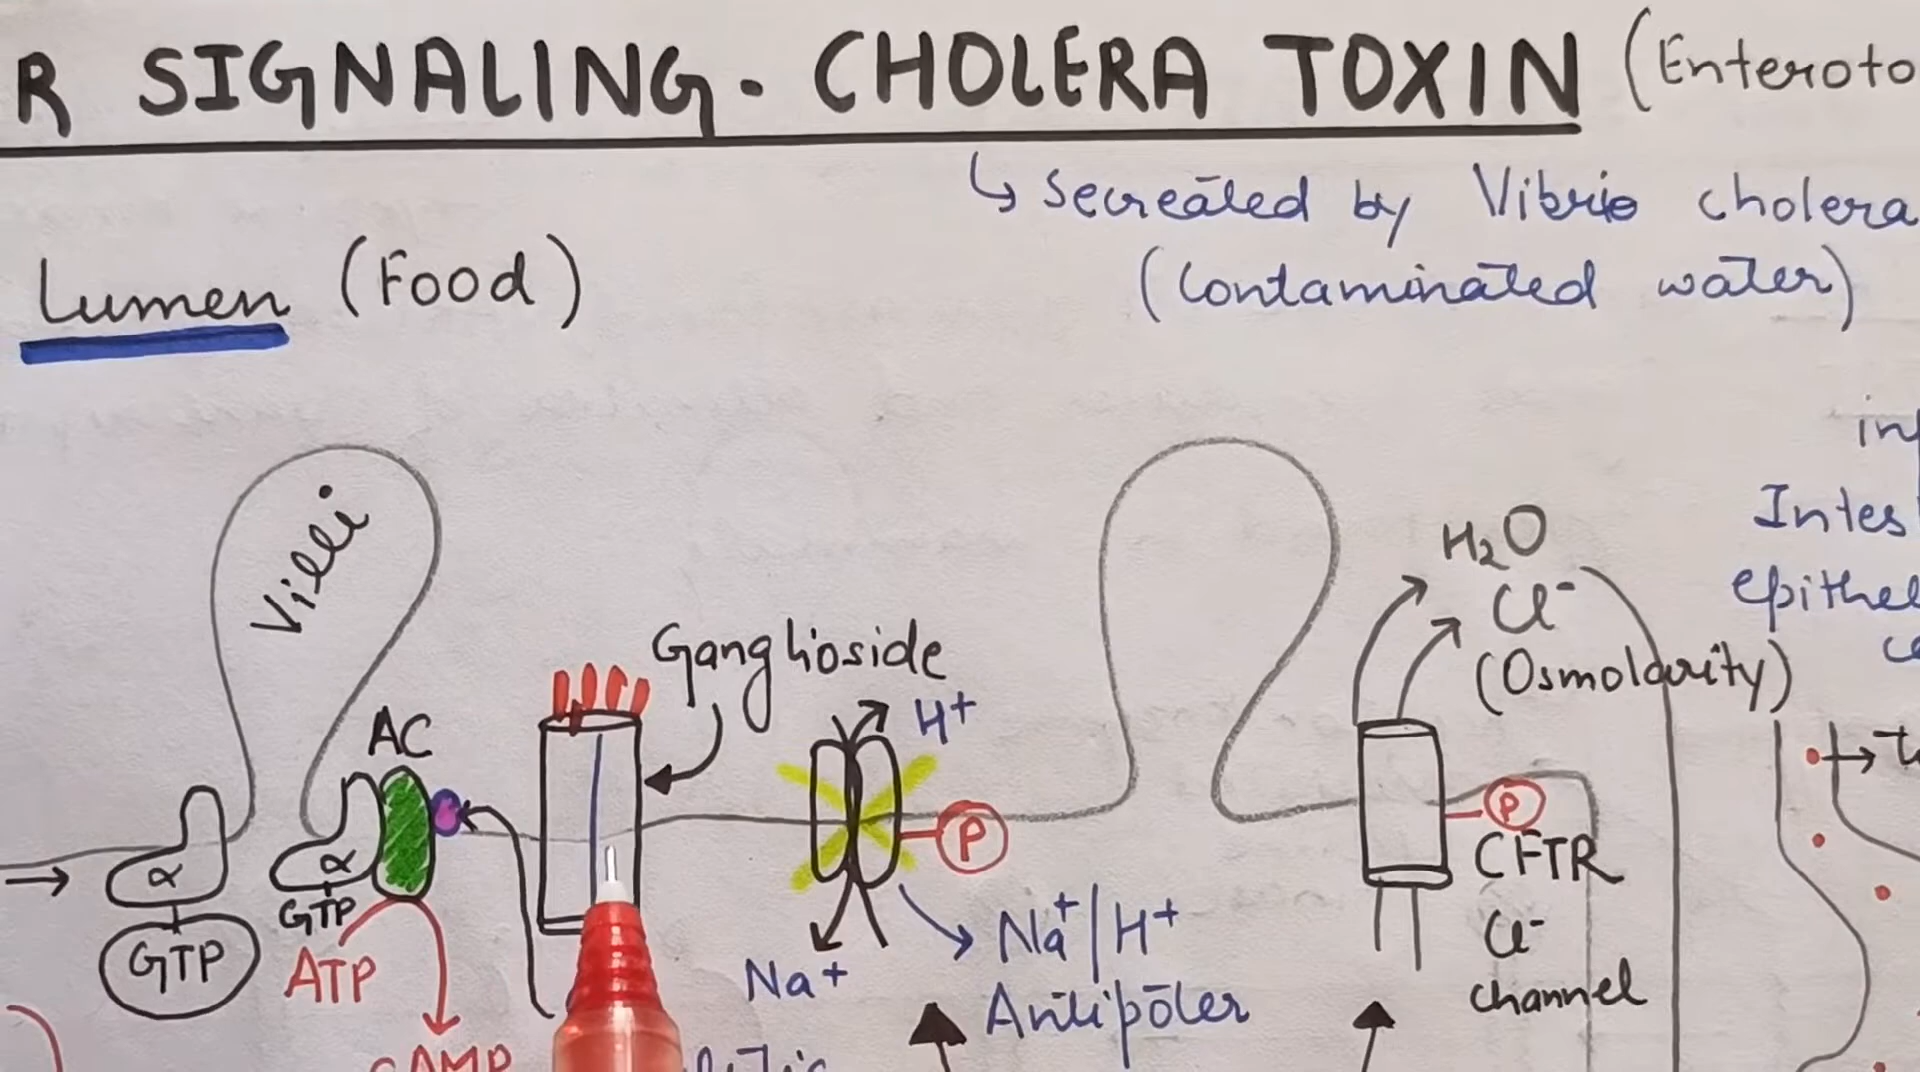 R SIGNALING. CHOLERA TOXIN (Enteroto
↳ secreated by Vibrio cholera
(contaminated water)
Lumen (Food)
Villi
Intes
epithel
H₂O
Cl⁻
(Osmolarity)
Ganglioside
H+
AC
α
α
GTP
GTP
ATP
cAMP
P
P
CFTR
Cl⁻
channel
Na+
Na+/H+
Antipoter